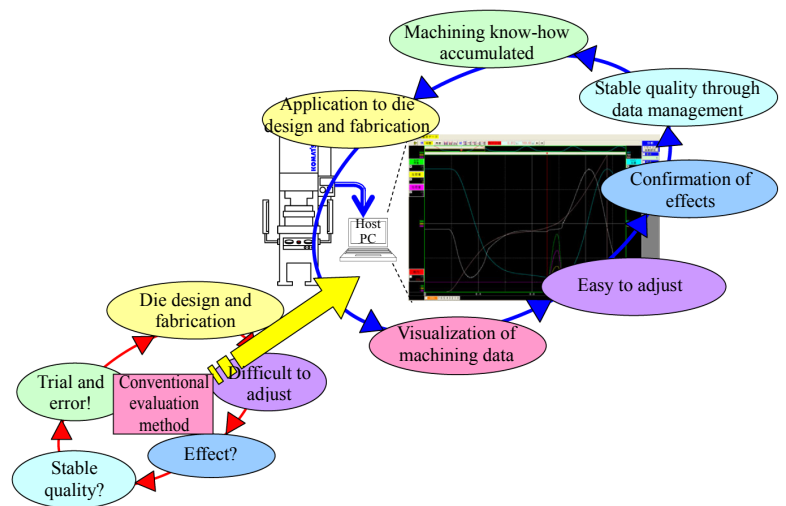 Machining know-how
accumulated
Application to die
design and fabrication
Stable quality through
data management
Confirmation of
effects
KOMATSU
Host
PC
Easy to adjust
Visualization of
machining data
Die design and
fabrication
Trial and
error!
Conventional
evaluation
method
Difficult to
adjust
Effect?
Stable
quality?